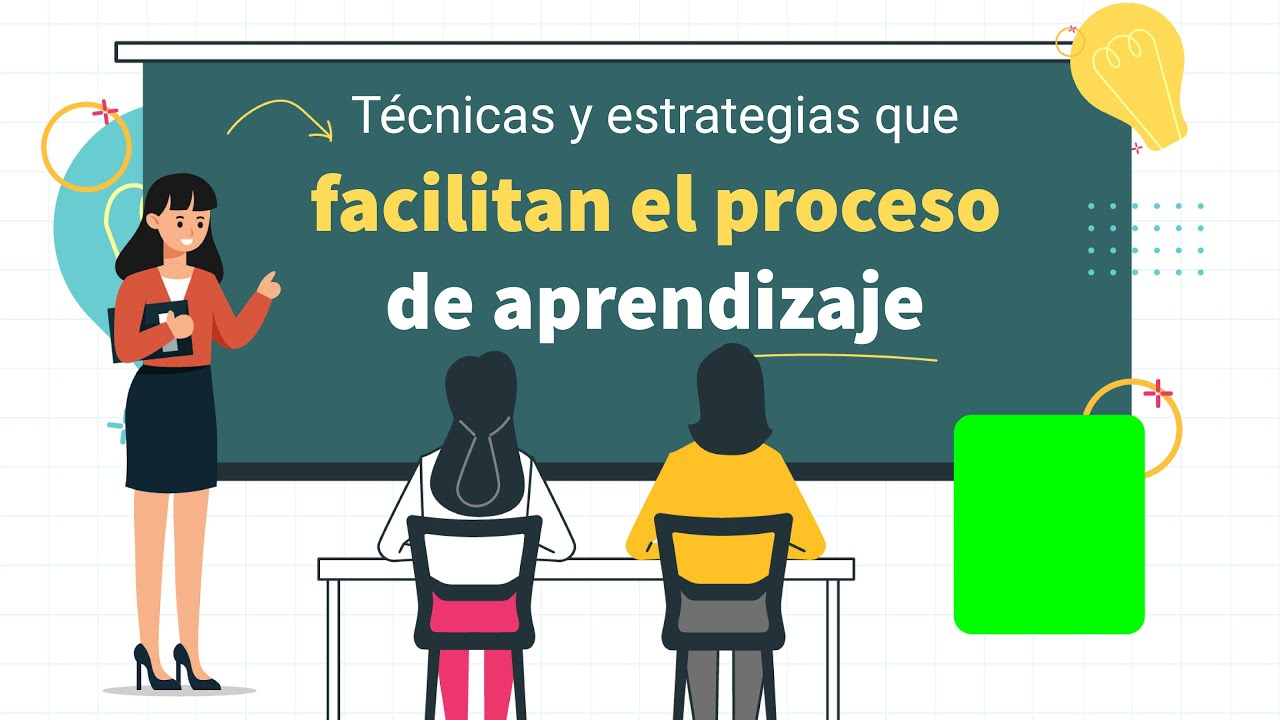 Técnicas y estrategias que
facilitan el proceso
de aprendizaje